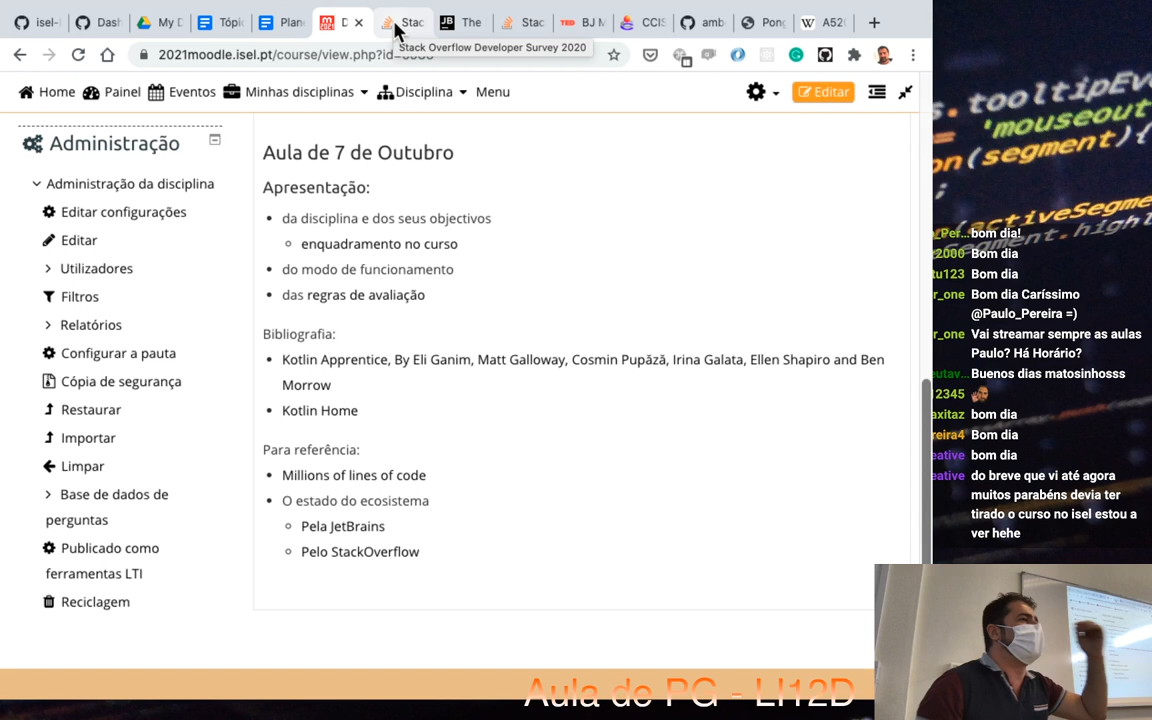 isel-
Dash
My D
Tópi
Plan
D
Stac
The
Stac
TED BJ M
CCIS
amb
Pong
W A52
Stack Overflow Developer Survey 2020
2021moodle.isel.pt/course/view.php?id=
Home Painel Eventos Minhas disciplinas Disciplina Menu
Editar
Administração
Administração da disciplina
Editar configurações
Editar
Utilizadores
Filtros
Relatórios
Configurar a pauta
Cópia de segurança
Restaurar
Importar
Limpar
Base de dados de
perguntas
Publicado como
ferramentas LTI
Reciclagem
Aula de 7 de Outubro
Apresentação:
da disciplina e dos seus objectivos
enquadramento no curso
do modo de funcionamento
das regras de avaliação
Bibliografia:
Kotlin Apprentice, By Eli Ganim, Matt Galloway, Cosmin Pupăză, Irina Galata, Ellen Shapiro and Ben
Morrow
Kotlin Home
Para referência:
Millions of lines of code
O estado do ecosistema
Pela JetBrains
Pelo StackOverflow
s.tooltipEv
= 'mouseout
on(segment){
;
(activeSegme
segment.high
_Per... bom dia!
2000 Bom dia
tu123 Bom dia
r_one Bom dia Caríssimo
@Paulo_Pereira =)
r_one Vai streamar sempre as aulas
Paulo? Há Horário?
eutav... Buenos dias matosinhosss
12345
axitaz bom dia
reira4 Bom dia
eative bom dia
eative do breve que vi até agora
muitos parabéns devia ter
tirado o curso no isel estou a
ver hehe
Aula de PG - LI12D